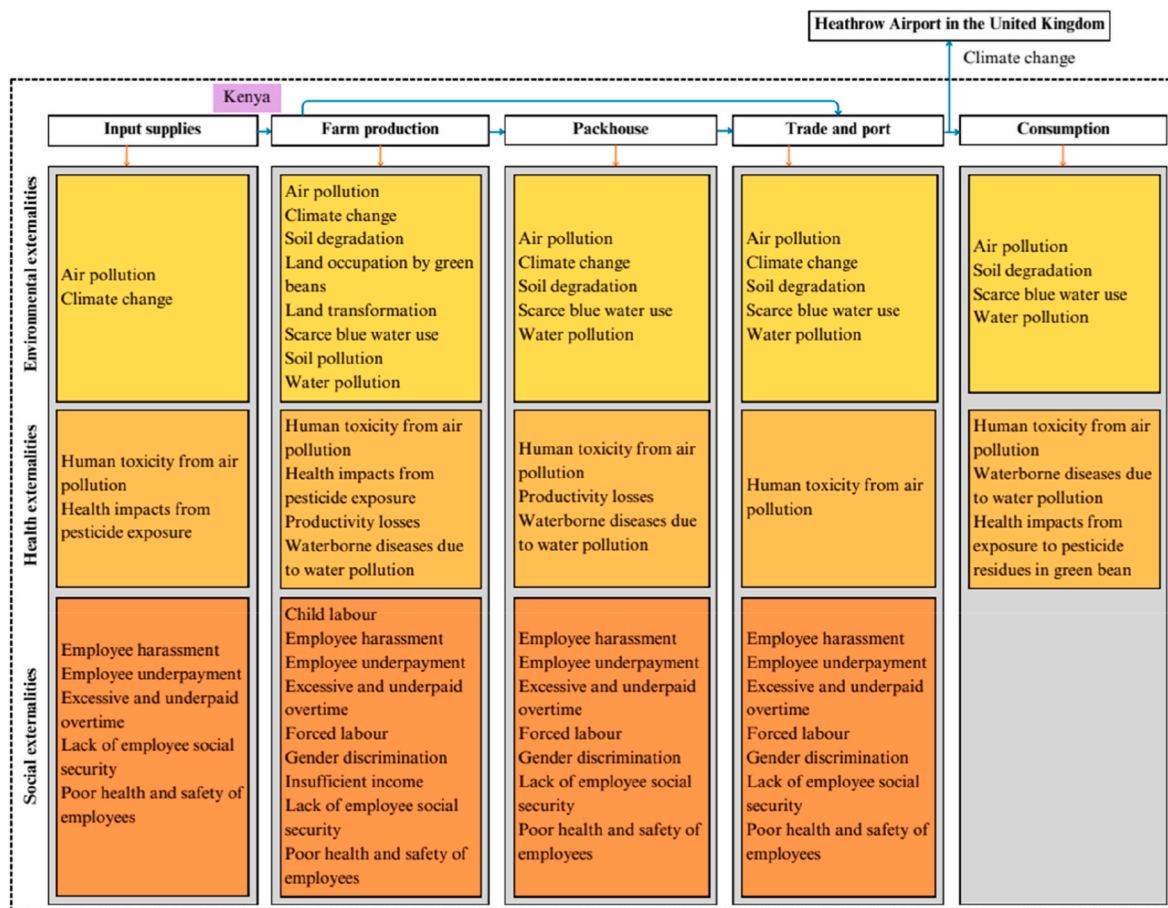 Heathrow Airport in the United Kingdom
Climate change
Kenya
Input supplies
Farm production
Packhouse
Trade and port
Consumption
Environmental externalities
Air pollution
Climate change
Air pollution
Climate change
Soil degradation
Land occupation by green
beans
Land transformation
Scarce blue water use
Soil pollution
Water pollution
Air pollution
Climate change
Soil degradation
Scarce blue water use
Water pollution
Air pollution
Climate change
Soil degradation
Scarce blue water use
Water pollution
Air pollution
Soil degradation
Scarce blue water use
Water pollution
Health externalities
Human toxicity from air
pollution
Health impacts from
pesticide exposure
Human toxicity from air
pollution
Health impacts from
pesticide exposure
Productivity losses
Waterborne diseases due
to water pollution
Human toxicity from air
pollution
Productivity losses
Waterborne diseases due
to water pollution
Human toxicity from air
pollution
Human toxicity from air
pollution
Waterborne diseases due
to water pollution
Health impacts from
exposure to pesticide
residues in green bean
Social externalities
Employee harassment
Employee underpayment
Excessive and underpaid
overtime
Lack of employee social
security
Poor health and safety of
employees
Child labour
Employee harassment
Employee underpayment
Excessive and underpaid
overtime
Forced labour
Gender discrimination
Insufficient income
Lack of employee social
security
Poor health and safety of
employees
Employee harassment
Employee underpayment
Excessive and underpaid
overtime
Forced labour
Gender discrimination
Lack of employee social
security
Poor health and safety of
employees
Employee harassment
Employee underpayment
Excessive and underpaid
overtime
Forced labour
Gender discrimination
Lack of employee social
security
Poor health and safety of
employees